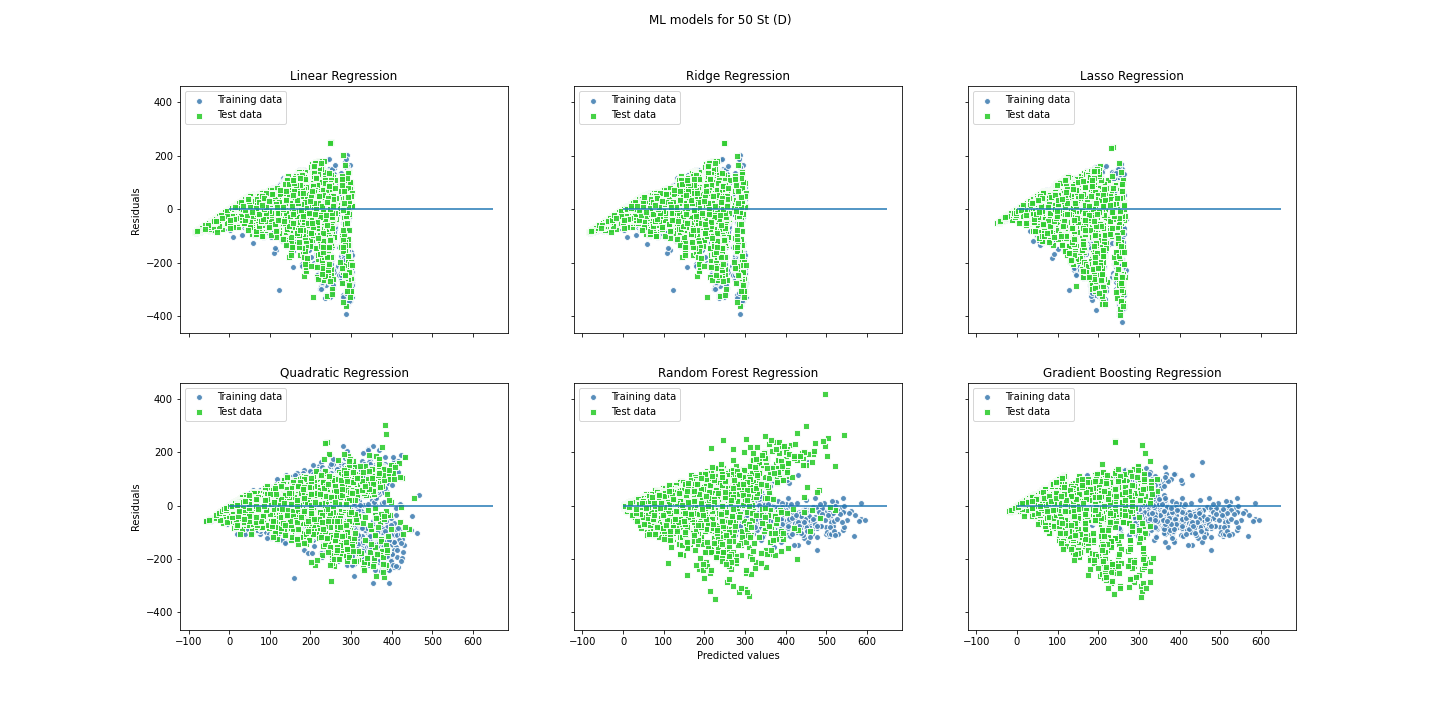 ML models for 50 St (D)
Linear Regression
Training data
Test data
400
200
0
−200
−400
Residuals
Ridge Regression
Training data
Test data
Lasso Regression
Training data
Test data
Quadratic Regression
Training data
Test data
400
200
0
−200
−400
Residuals
−100 0 100 200 300 400 500 600
Random Forest Regression
Training data
Test data
−100 0 100 200 300 400 500 600
Predicted values
Gradient Boosting Regression
Training data
Test data
−100 0 100 200 300 400 500 600